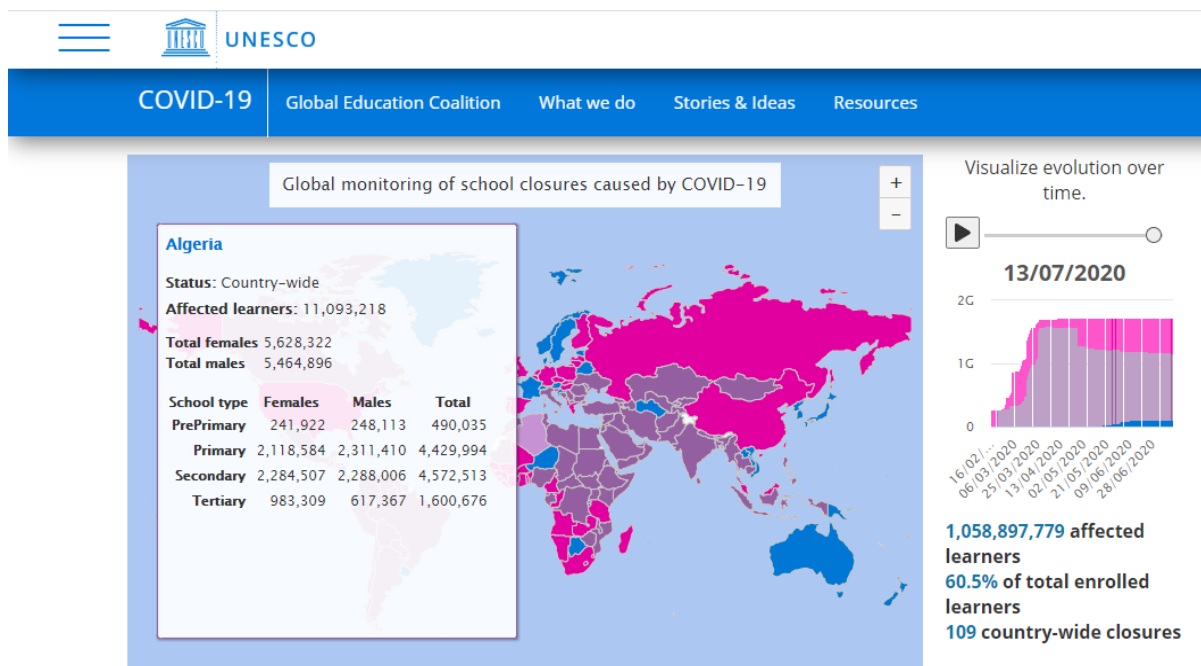 UNESCO
UNESCO
COVID-19 Global Education Coalition What we do Stories & Ideas Resources
Global monitoring of school closures caused by COVID-19
+
−
Algeria
Status: Country-wide
Affected learners: 11,093,218
Total females 5,628,322
Total males 5,464,896
School type Females Males Total
PrePrimary 241,922 248,113 490,035
Primary 2,118,584 2,311,410 4,429,994
Secondary 2,284,507 2,288,006 4,572,513
Tertiary 983,309 617,367 1,600,676
Visualize evolution over
time.
13/07/2020
2G
1G
0
16/02/...
06/03/2020
25/03/2020
13/04/2020
02/05/2020
21/05/2020
09/06/2020
28/06/2020
1,058,897,779 affected
learners
60.5% of total enrolled
learners
109 country-wide closures